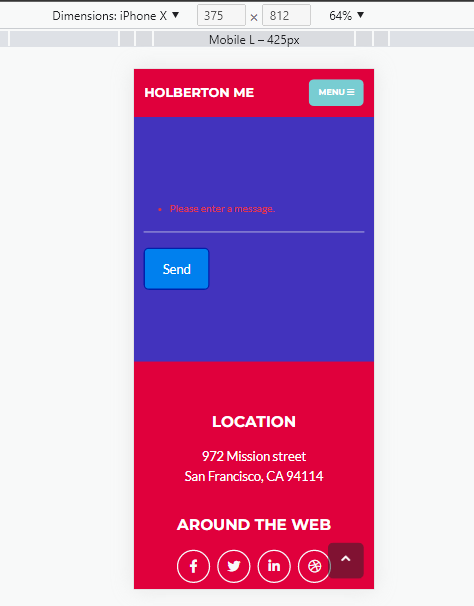 Dimensions: iPhone X ▼ 375 × 812 64% ▼
Mobile L – 425px
HOLBERTON ME MENU
Please enter a message.
Send
LOCATION
972 Mission street
San Francisco, CA 94114
AROUND THE WEB